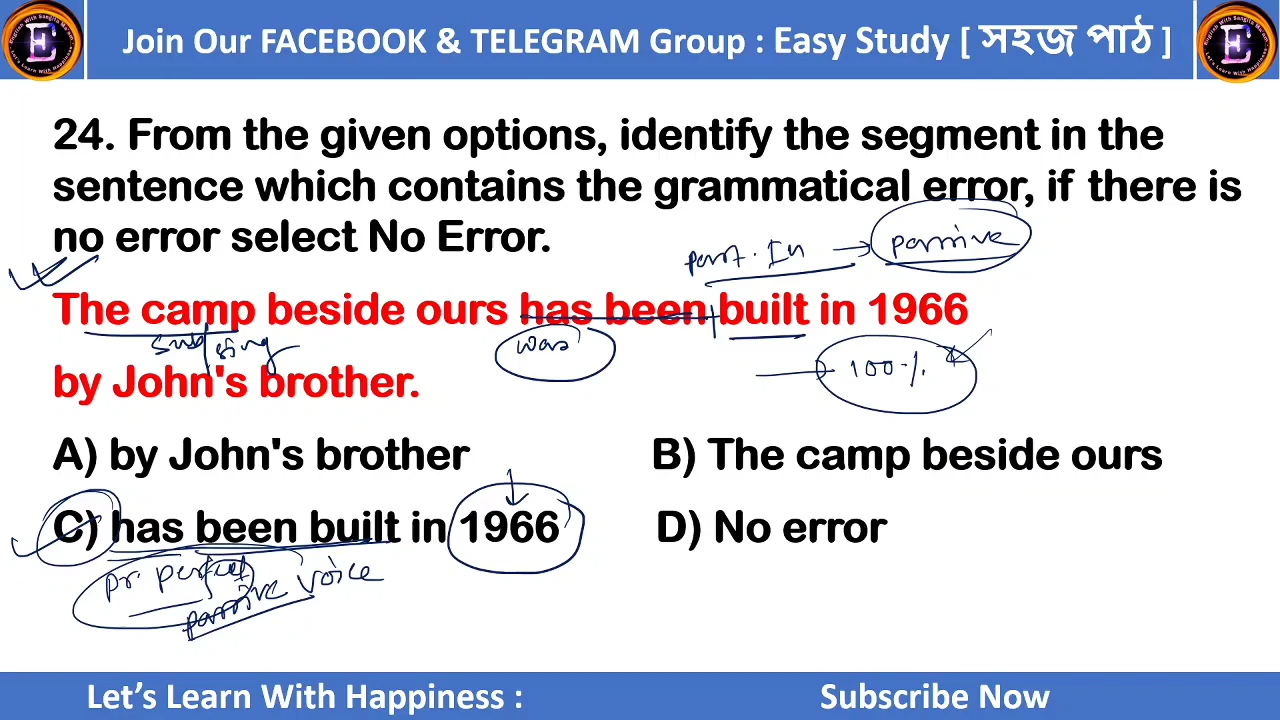 Join Our FACEBOOK & TELEGRAM Group : Easy Study [ সহজ পাঠ ]
24. From the given options, identify the segment in the
sentence which contains the grammatical error, if there is
no error select No Error.
past. In → passive
The camp beside ours has been built in 1966
sub sing
was
100%
by John's brother.
A) by John's brother
B) The camp beside ours
C) has been built in 1966
D) No error
pr. perfect
passive voice
Let's Learn With Happiness :
Subscribe Now